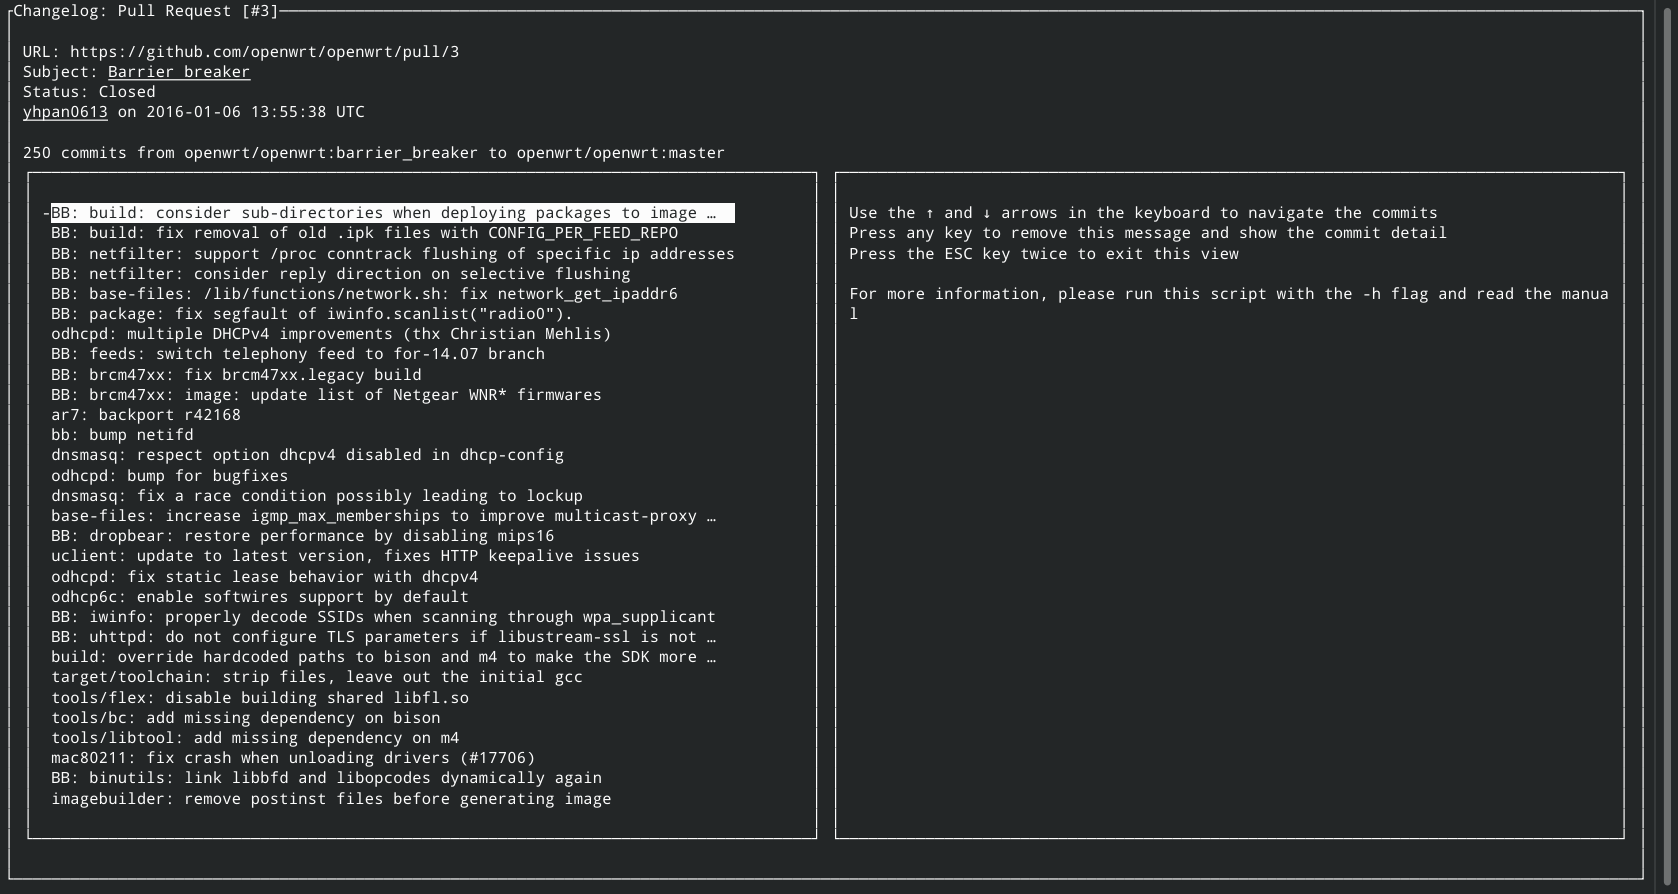 Changelog: Pull Request [#3]
URL: https://github.com/openwrt/openwrt/pull/3
Subject: Barrier breaker
Status: Closed
yhpan0613 on 2016-01-06 13:55:38 UTC
250 commits from openwrt/openwrt:barrier_breaker to openwrt/openwrt:master
-BB: build: consider sub-directories when deploying packages to image …
BB: build: fix removal of old .ipk files with CONFIG_PER_FEED_REPO
BB: netfilter: support /proc conntrack flushing of specific ip addresses
BB: netfilter: consider reply direction on selective flushing
BB: base-files: /lib/functions/network.sh: fix network_get_ipaddr6
BB: package: fix segfault of iwinfo.scanlist("radio0").
odhcpd: multiple DHCPv4 improvements (thx Christian Mehlis)
BB: feeds: switch telephony feed to for-14.07 branch
BB: brcm47xx: fix brcm47xx.legacy build
BB: brcm47xx: image: update list of Netgear WNR* firmwares
ar7: backport r42168
bb: bump netifd
dnsmasq: respect option dhcpv4 disabled in dhcp-config
odhcpd: bump for bugfixes
dnsmasq: fix a race condition possibly leading to lockup
base-files: increase igmp_max_memberships to improve multicast-proxy …
BB: dropbear: restore performance by disabling mips16
uclient: update to latest version, fixes HTTP keepalive issues
odhcpd: fix static lease behavior with dhcpv4
odhcp6c: enable softwires support by default
BB: iwinfo: properly decode SSIDs when scanning through wpa_supplicant
BB: uhttpd: do not configure TLS parameters if libustream-ssl is not …
build: override hardcoded paths to bison and m4 to make the SDK more …
target/toolchain: strip files, leave out the initial gcc
tools/flex: disable building shared libfl.so
tools/bc: add missing dependency on bison
tools/libtool: add missing dependency on m4
mac80211: fix crash when unloading drivers (#17706)
BB: binutils: link libbfd and libopcodes dynamically again
imagebuilder: remove postinst files before generating image
Use the ↑ and ↓ arrows in the keyboard to navigate the commits
Press any key to remove this message and show the commit detail
Press the ESC key twice to exit this view
For more information, please run this script with the -h flag and read the manua
l